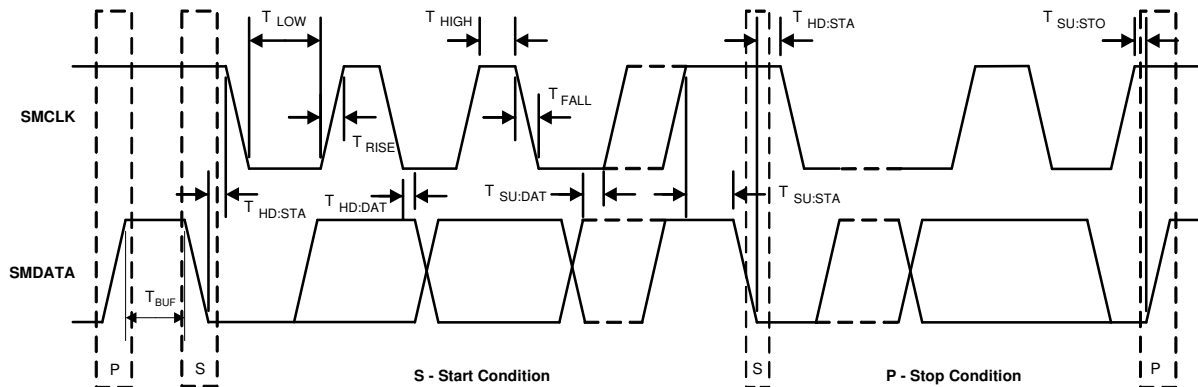 T LOW
T HIGH
T HD:STA
T SU:STO
SMCLK
T FALL
T RISE
T HD:STA
T HD:DAT
T SU:DAT
T SU:STA
SMDATA
T BUF
P
S
S - Start Condition
S
P - Stop Condition
P